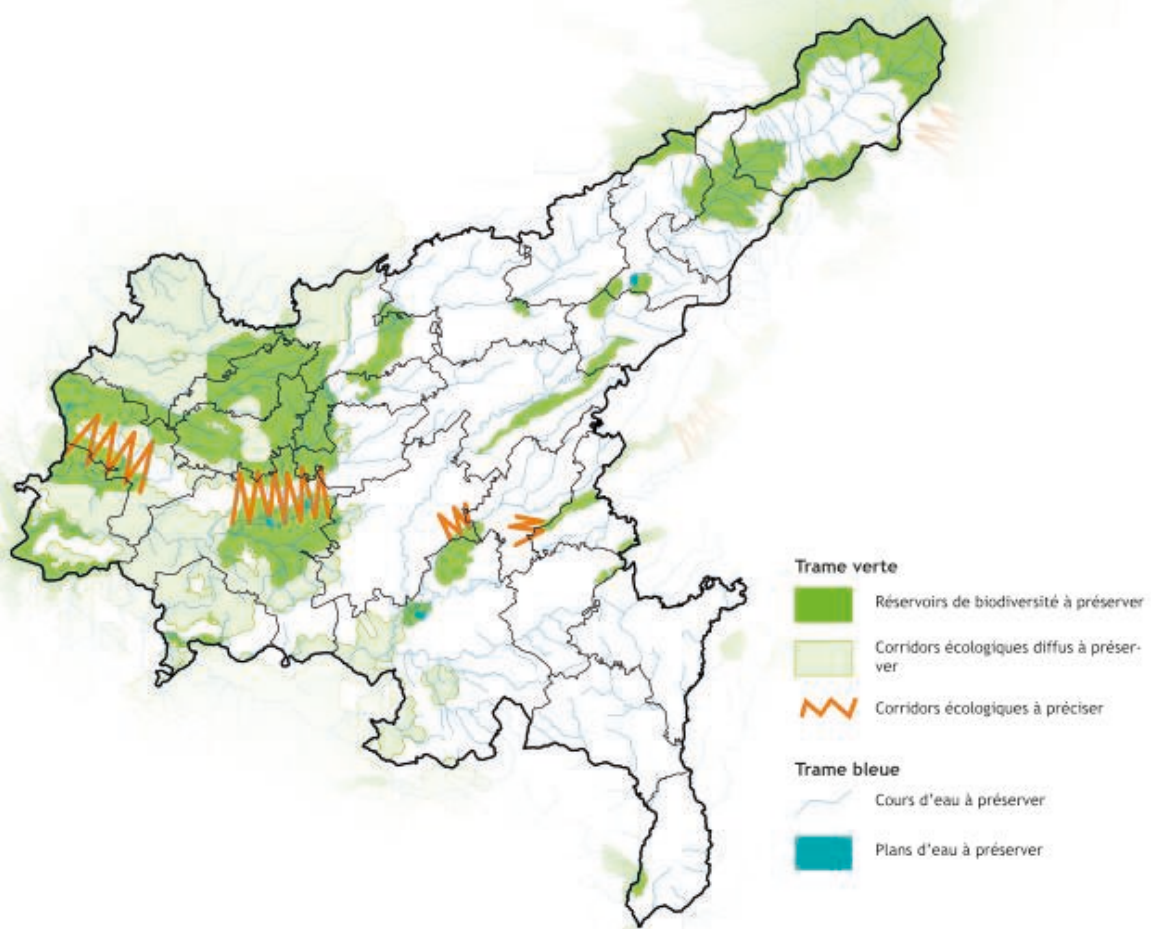 Trame verte
Réservoirs de biodiversité à préserver
Corridors écologiques diffus à préser-
ver
Corridors écologiques à préciser
Trame bleue
Cours d'eau à préserver
Plans d'eau à préserver